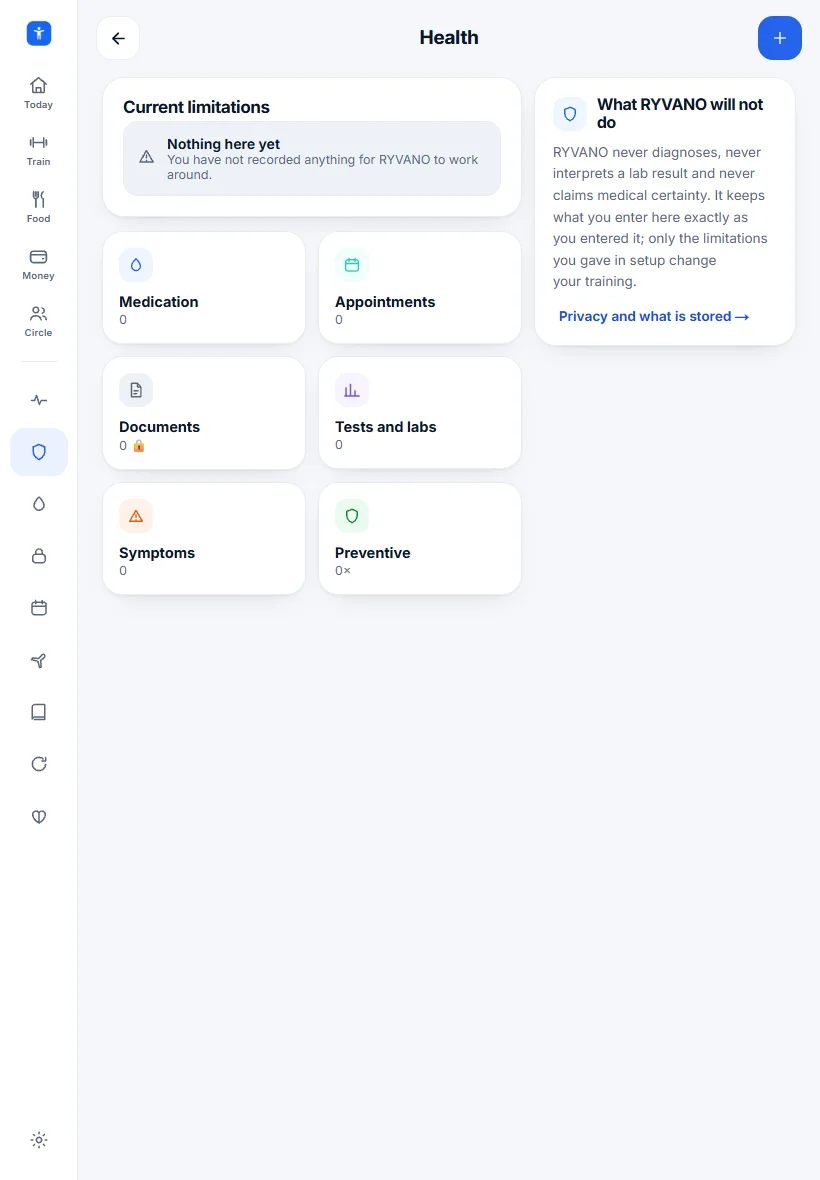 Health
Today
Train
Food
Money
Circle
Current limitations
Nothing here yet
You have not recorded anything for RYVANO to work
around.
Medication
0
Appointments
0
Documents
0 🔒
Tests and labs
0
Symptoms
0
Preventive
0×
What RYVANO will not
do
RYVANO never diagnoses, never
interprets a lab result and never
claims medical certainty. It keeps
what you enter here exactly as
you entered it; only the limitations
you gave in setup change
your training.
Privacy and what is stored →